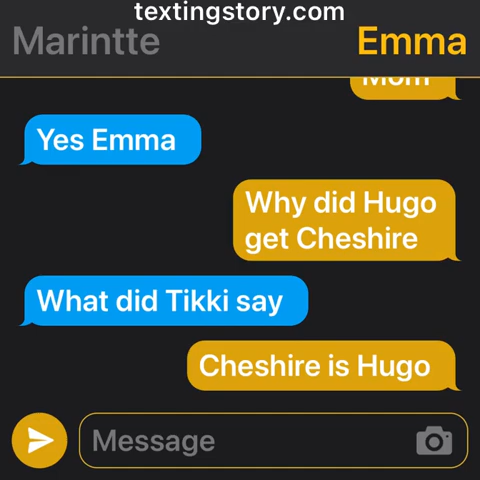 textingstory.com
Marintte
Emma
Mom
Yes Emma
Why did Hugo
get Cheshire
What did Tikki say
Cheshire is Hugo
Message